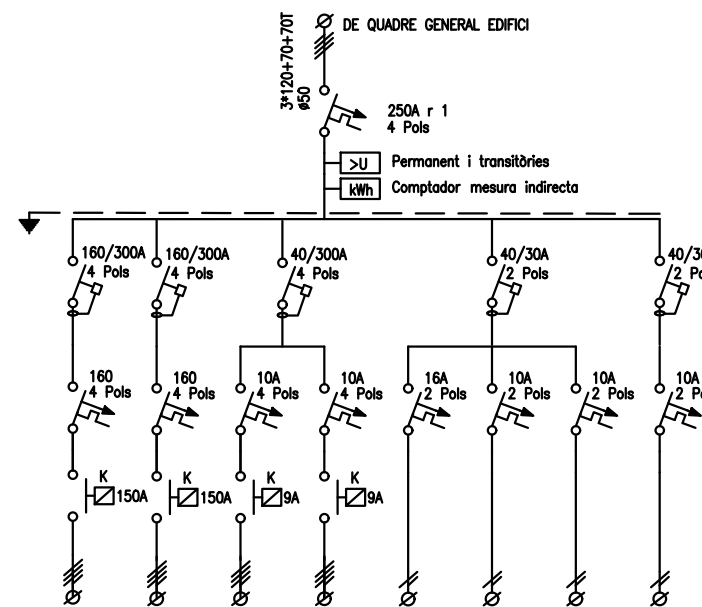 DE QUADRE GENERAL EDIFICI
3*120+70+70T
ø50
250A r 1
4 Pols
>U Permanent i transitòries
kWh Comptador mesura indirecta
160/300A 160/300A 40/300A 40/30A
4 Pols 4 Pols 4 Pols 2 Pols
160 160 10A 10A 16A 10A 10A 10A
4 Pols 4 Pols 4 Pols 4 Pols 2 Pols 2 Pols 2 Pols
K K K K
150A 150A 9A 9A